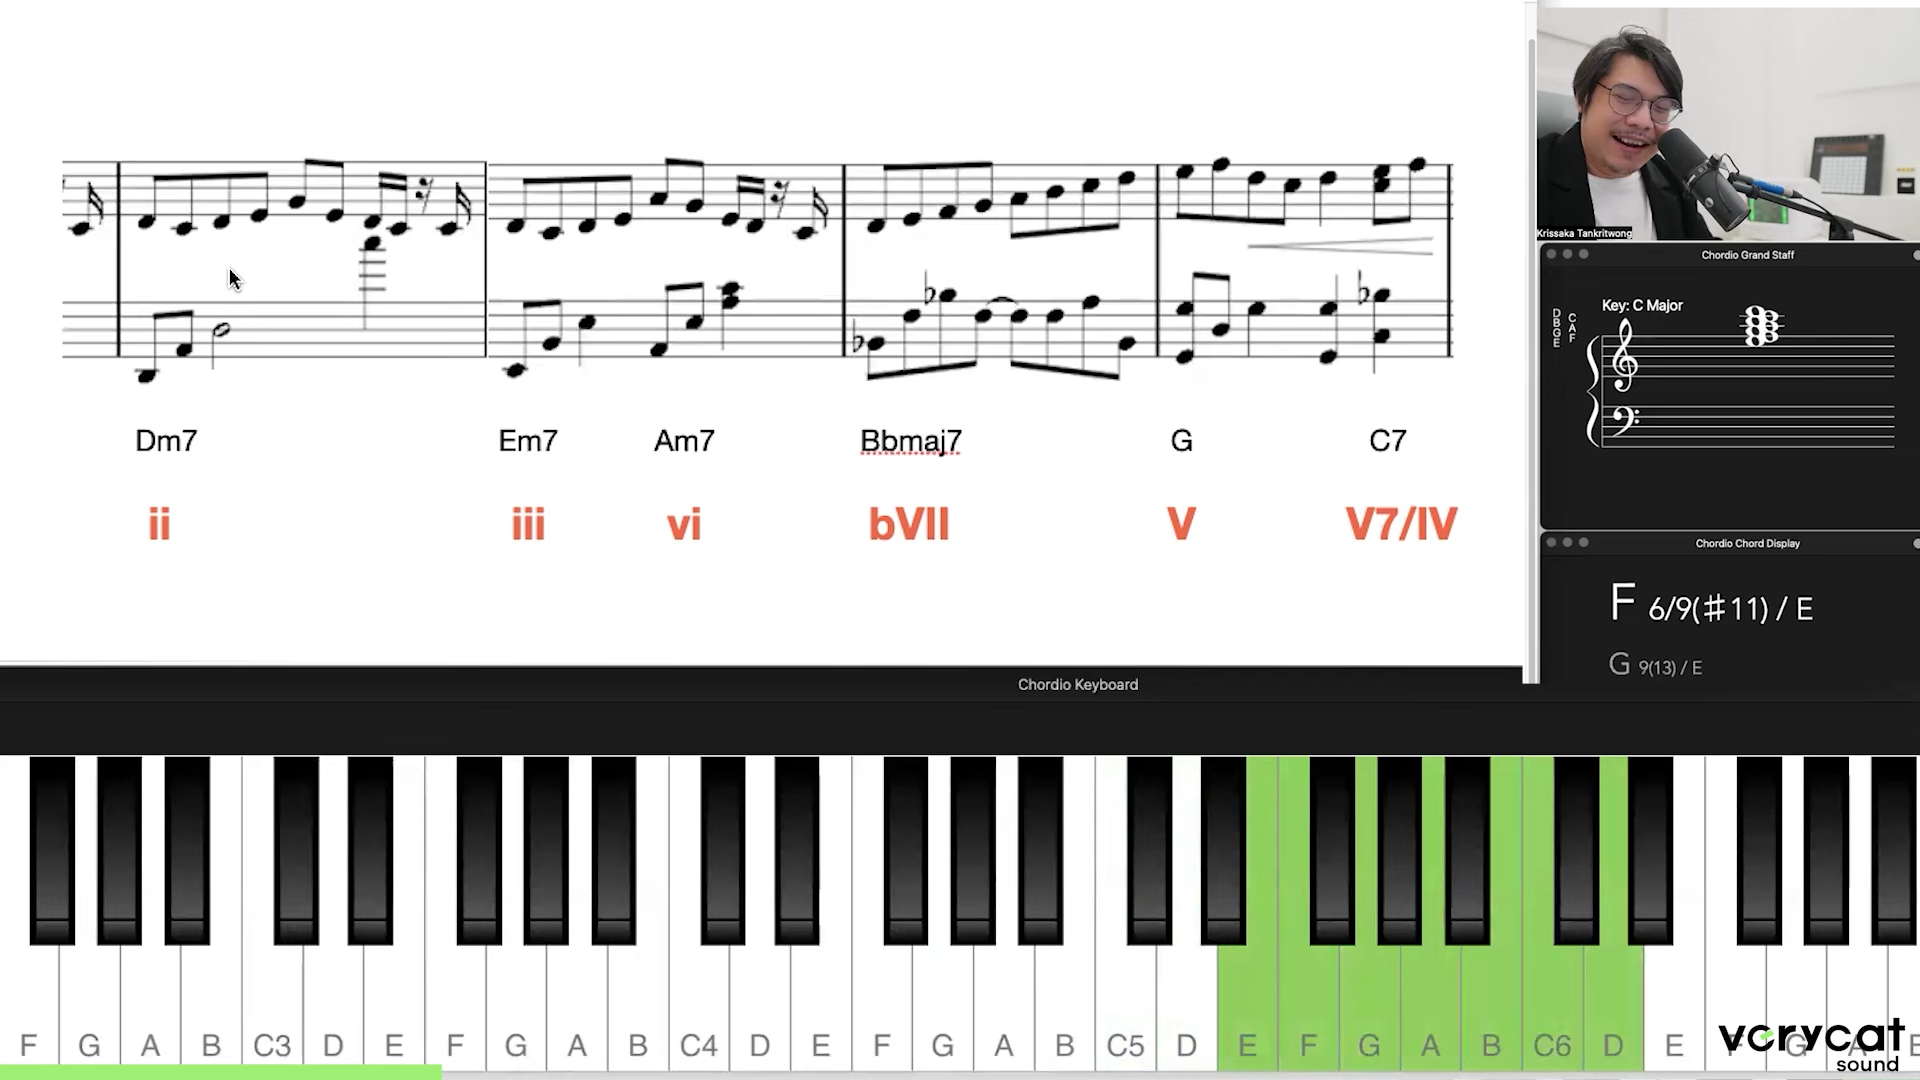 Krissaka Tankritwong
Chordio Grand Staff
Key: C Major
D
B
G
E
C
A
F
Dm7 Em7 Am7 Bbmaj7 G C7
ii iii vi bVII V V7/IV
Chordio Chord Display
F 6/9(♯11) / E
G 9(13) / E
Chordio Keyboard
F G A B C3 D E F G A B C4 D E F G A B C5 D E F G A B C6 D E F G A
verycat
sound